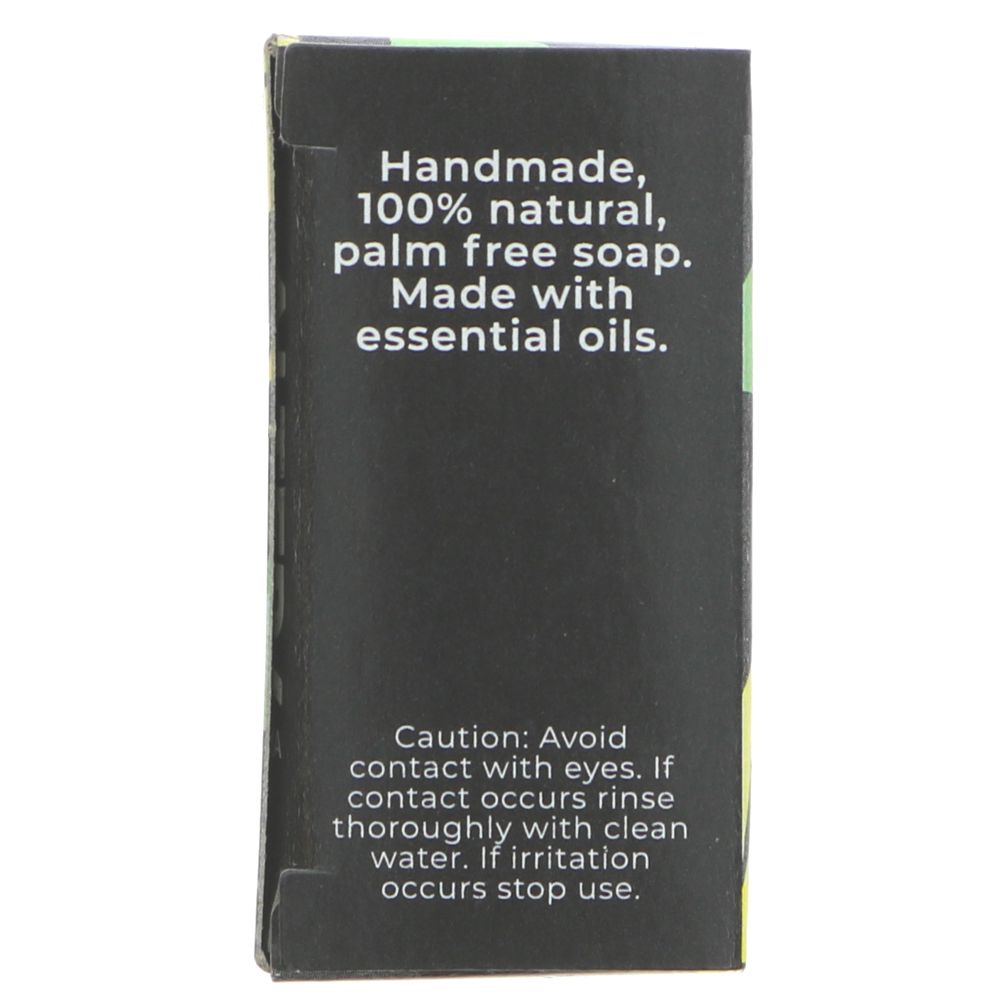 Handmade,
100% natural,
palm free soap.
Made with
essential oils.
Caution: Avoid
contact with eyes. If
contact occurs rinse
thoroughly with clean
water. If irritation
occurs stop use.